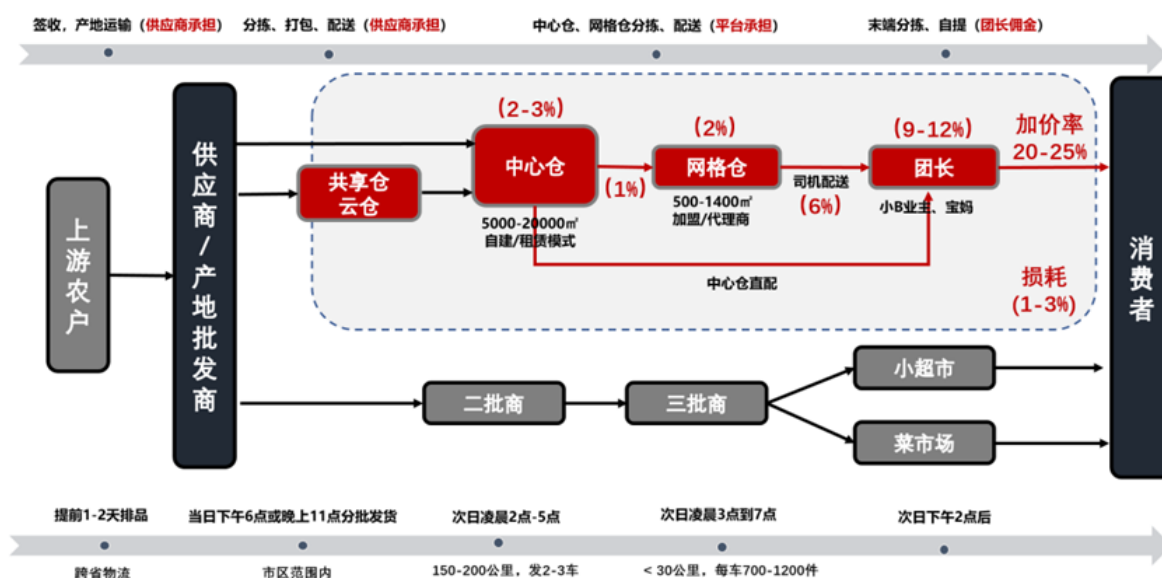 签收，产地运输（供应商承担）
分拣、打包、配送（供应商承担）
中心仓、网格仓分拣、配送（平台承担）
末端分拣、自提（团长佣金）
上游农户
供应商/产地批发商
共享仓
云仓
（2-3%）
中心仓
5000-20000㎡
自建/租赁模式
（1%）
（2%）
网格仓
500-1400㎡
加盟/代理商
司机配送
（6%）
（9-12%）
团长
小B业主、宝妈
加价率
20-25%
中心仓直配
损耗
（1-3%）
消费者
二批商
三批商
小超市
菜市场
提前1-2天排品
当日下午6点或晚上11点分批发货
次日凌晨2点-5点
次日凌晨3点到7点
次日下午2点后
跨省物流
市区范围内
150-200公里，发2-3车
< 30公里，每车700-1200件